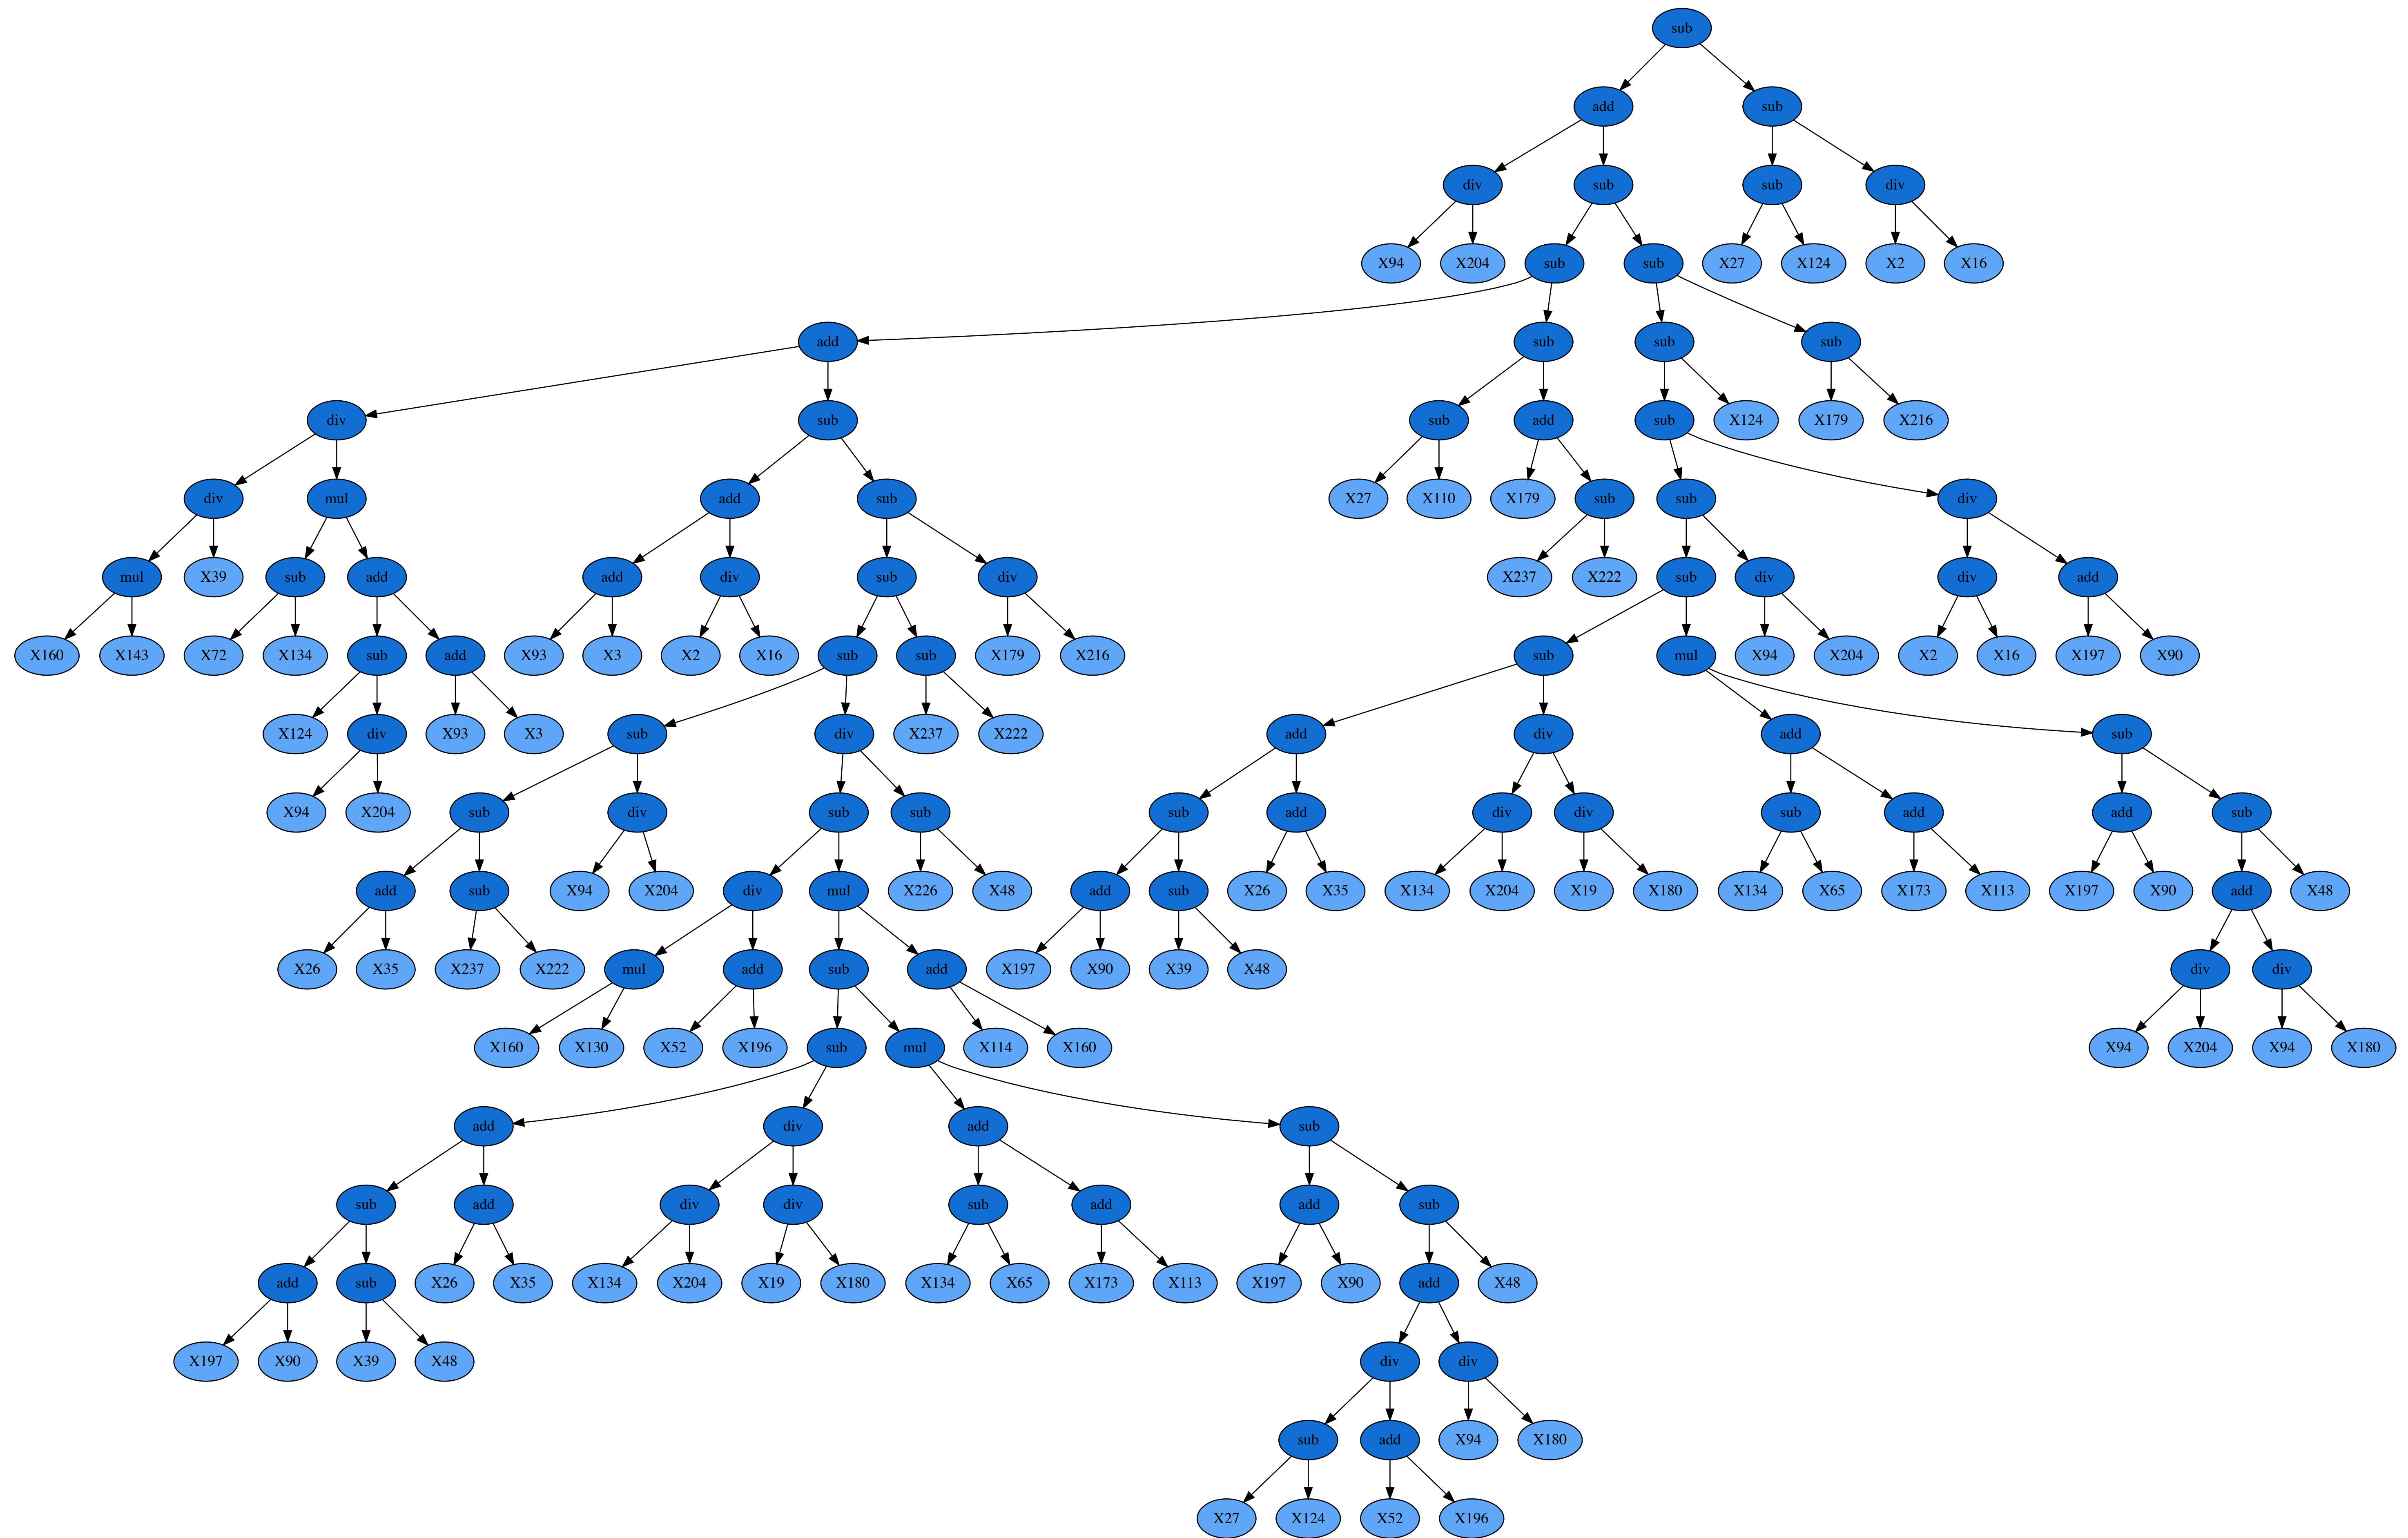 sub
add sub
div sub sub div
X94 X204 sub sub X27 X124 X2 X16
add sub sub sub
div sub sub add sub X124 X179 X216
div mul add sub X27 X110 X179 sub sub div
mul X39 sub add add div sub div X237 X222 sub div div add
X160 X143 X72 X134 sub add X93 X3 X2 X16 sub sub X179 X216 sub mul X94 X204 X2 X16 X197 X90
X124 div X93 X3 sub div X237 X222 add div add sub
X94 X204 sub div sub sub sub add div div sub add add sub
add sub X94 X204 div mul X226 X48 add sub X26 X35 X134 X204 X19 X180 X134 X65 X173 X113 X197 X90 add X48
X26 X35 X237 X222 mul add sub add X197 X90 X39 X48 div div
X160 X130 X52 X196 sub mul X114 X160 X94 X204 X94 X180
add div add sub
sub add div div sub add add sub
add sub X26 X35 X134 X204 X19 X180 X134 X65 X173 X113 X197 X90 add X48
X197 X90 X39 X48 div div
sub add X94 X180
X27 X124 X52 X196